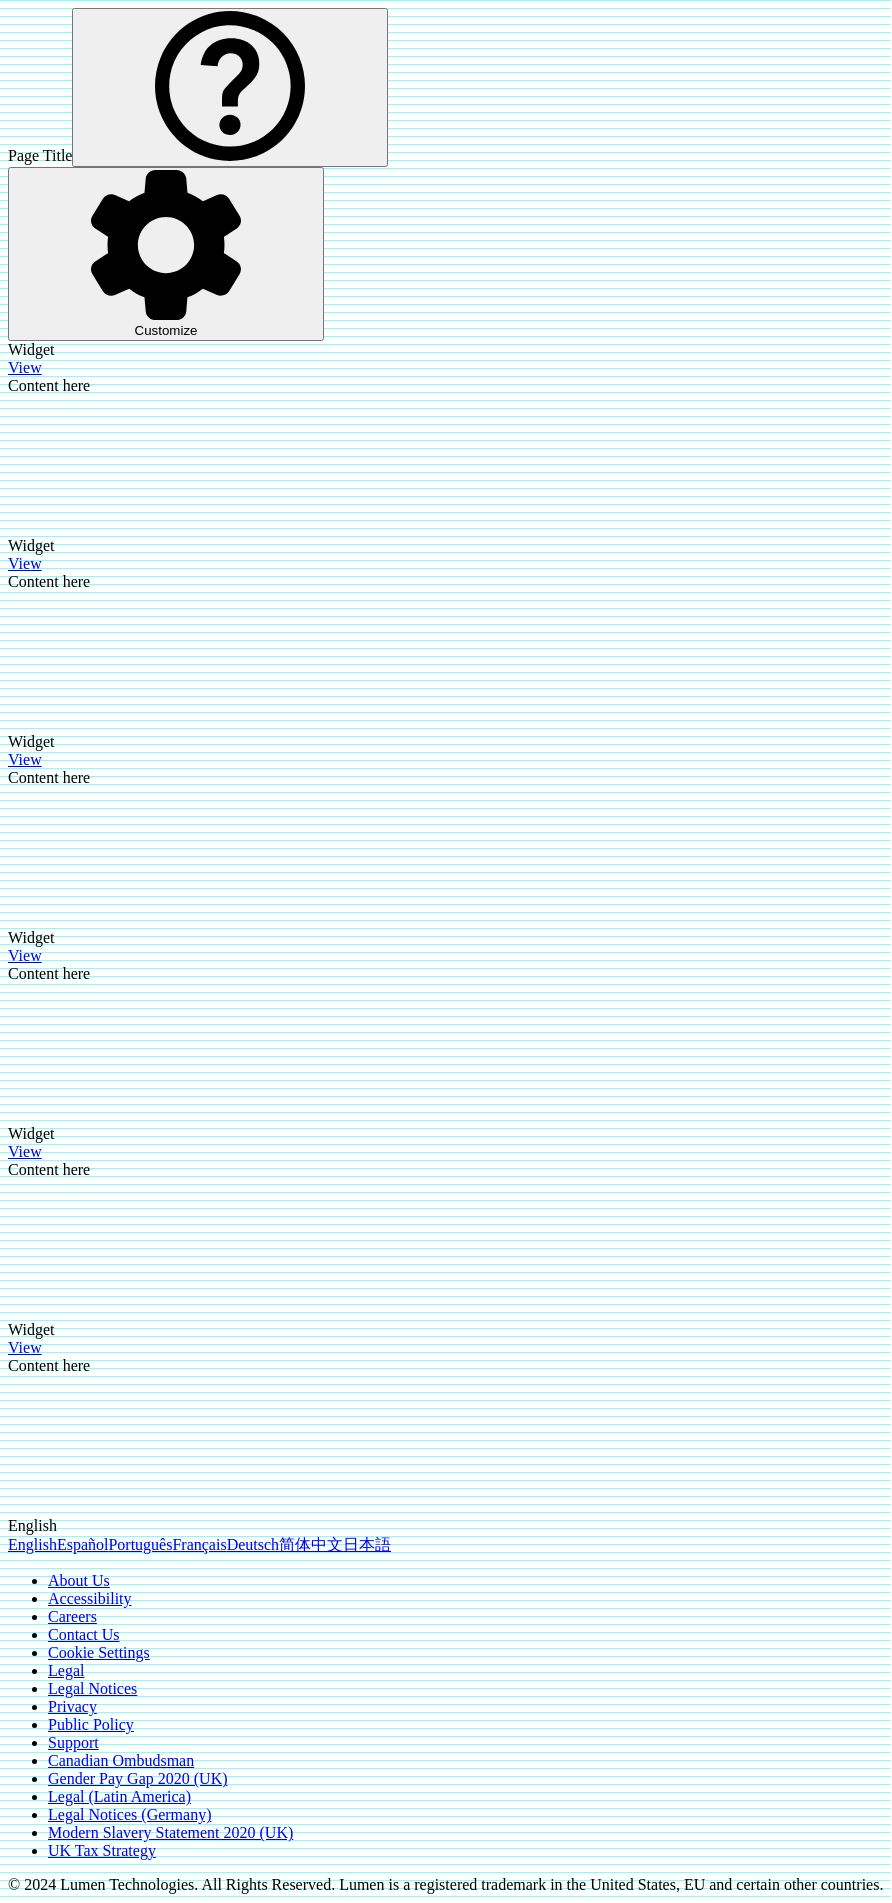 Page Title
Customize
Widget
View
Content here
Widget
View
Content here
Widget
View
Content here
Widget
View
Content here
Widget
View
Content here
Widget
View
Content here
English
EnglishEspañolPortuguêsFrançaisDeutsch简体中文日本語
About Us
Accessibility
Careers
Contact Us
Cookie Settings
Legal
Legal Notices
Privacy
Public Policy
Support
Canadian Ombudsman
Gender Pay Gap 2020 (UK)
Legal (Latin America)
Legal Notices (Germany)
Modern Slavery Statement 2020 (UK)
UK Tax Strategy
© 2024 Lumen Technologies. All Rights Reserved. Lumen is a registered trademark in the United States, EU and certain other countries.